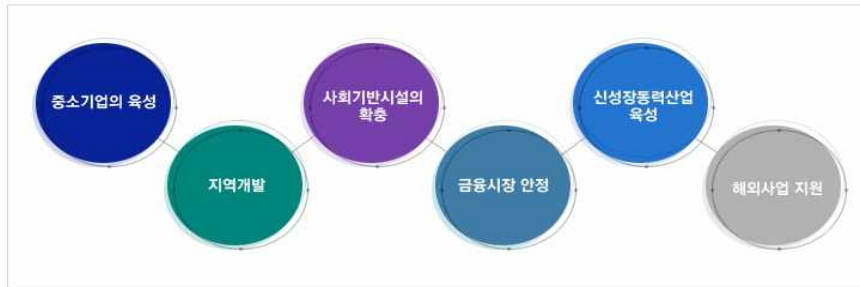 중소기업의 육성
지역개발
사회기반시설의
확충
금융시장 안정
신성장동력산업
육성
해외사업 지원